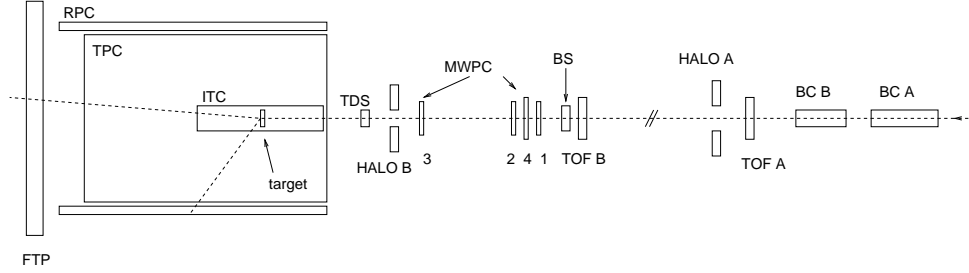 RPC
TPC
ITC
target
FTP
TDS
HALO B
MWPC
3
2 4 1
BS
TOF B
HALO A
TOF A
BC B
BC A